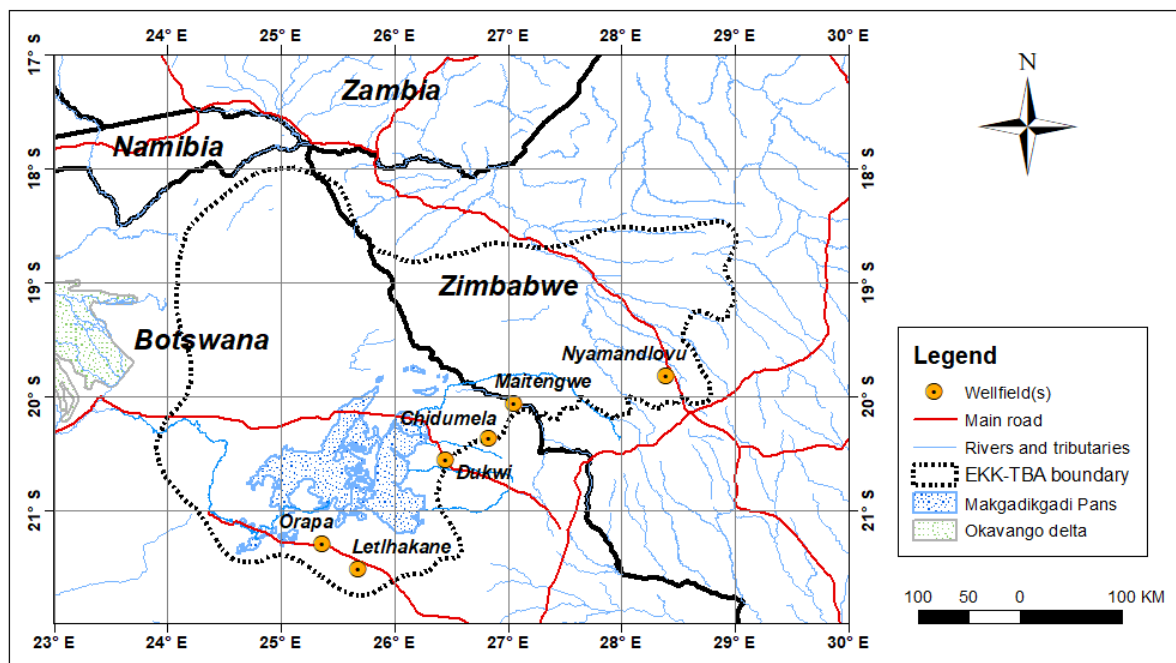 24° E 25° E 26° E 27° E 28° E 29° E 30° E
17° S
17° S
N
Zambia
Namibia
18° S
18° S
19° S
Zimbabwe
19° S
Botswana
Nyamandlovu
Maitengwe
20° S
20° S
Chidumela
Dukwi
21° S
Orapa
21° S
Letlhakane
23° E 24° E 25° E 26° E 27° E 28° E 29° E 30° E
Legend
Wellfield(s)
Main road
Rivers and tributaries
EKK-TBA boundary
Makgadikgadi Pans
Okavango delta
100 50 0 100 KM